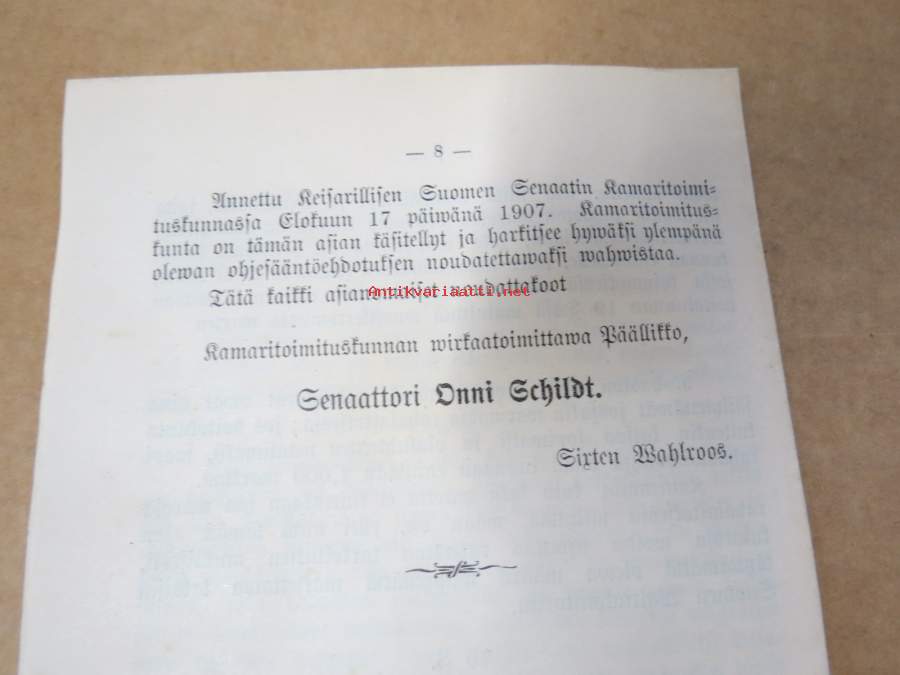 — 8 —
Annettu Keisarillisen Suomen Senaatin Kamaritoimi-
tuskunnassa Elokuun 17 päiwänä 1907. Kamaritoimitus-
kunta on tämän asian käsitellyt ja harkitsee hywäksi ylempänä
olewan ohjesääntöehdotuksen noudatettawaksi wahwistaa.
Tätä kaikki asianomaiset noudattakoot
Antikvariaatti.net
Kamaritoimituskunnan wirkaatoimittawa Päällikkö,
Senaattori Onni Schildt.
Sixten Wahlroos.